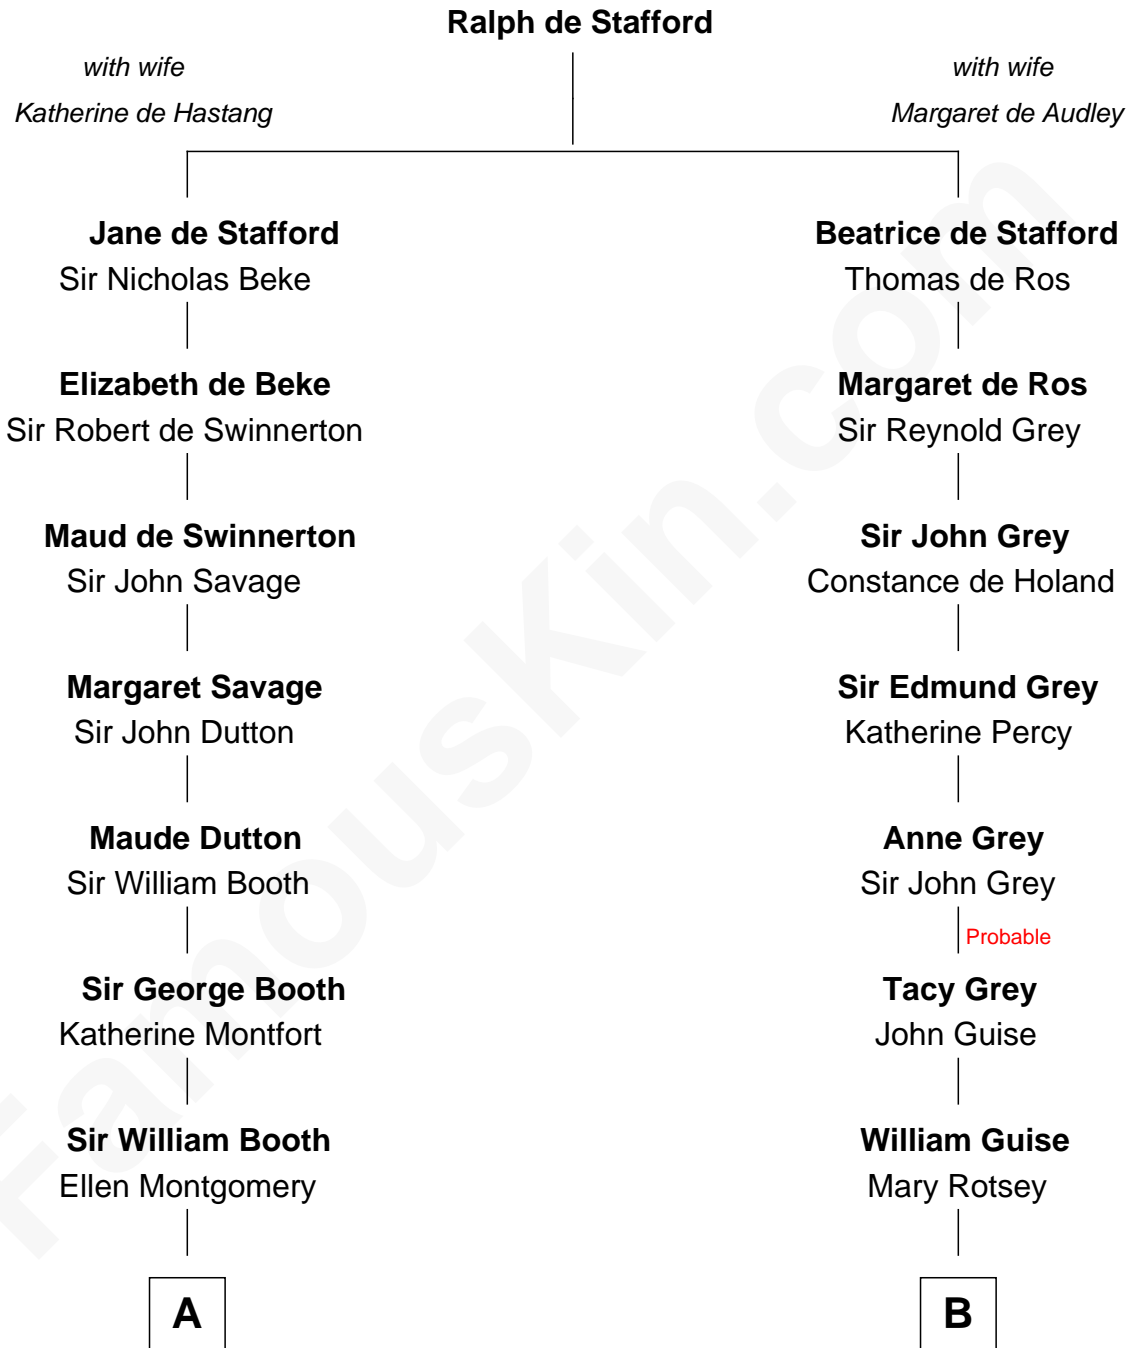 Ralph de Stafford
with wife
Katherine de Hastang
with wife
Margaret de Audley
Jane de Stafford
Sir Nicholas Beke
Beatrice de Stafford
Thomas de Ros
Elizabeth de Beke
Sir Robert de Swinnerton
Margaret de Ros
Sir Reynold Grey
Maud de Swinnerton
Sir John Savage
Sir John Grey
Constance de Holand
Margaret Savage
Sir John Dutton
Sir Edmund Grey
Katherine Percy
Maude Dutton
Sir William Booth
Anne Grey
Sir John Grey
Probable
Sir George Booth
Katherine Montfort
Tacy Grey
John Guise
Sir William Booth
Ellen Montgomery
William Guise
Mary Rotsey
A
B
FamousKin.com